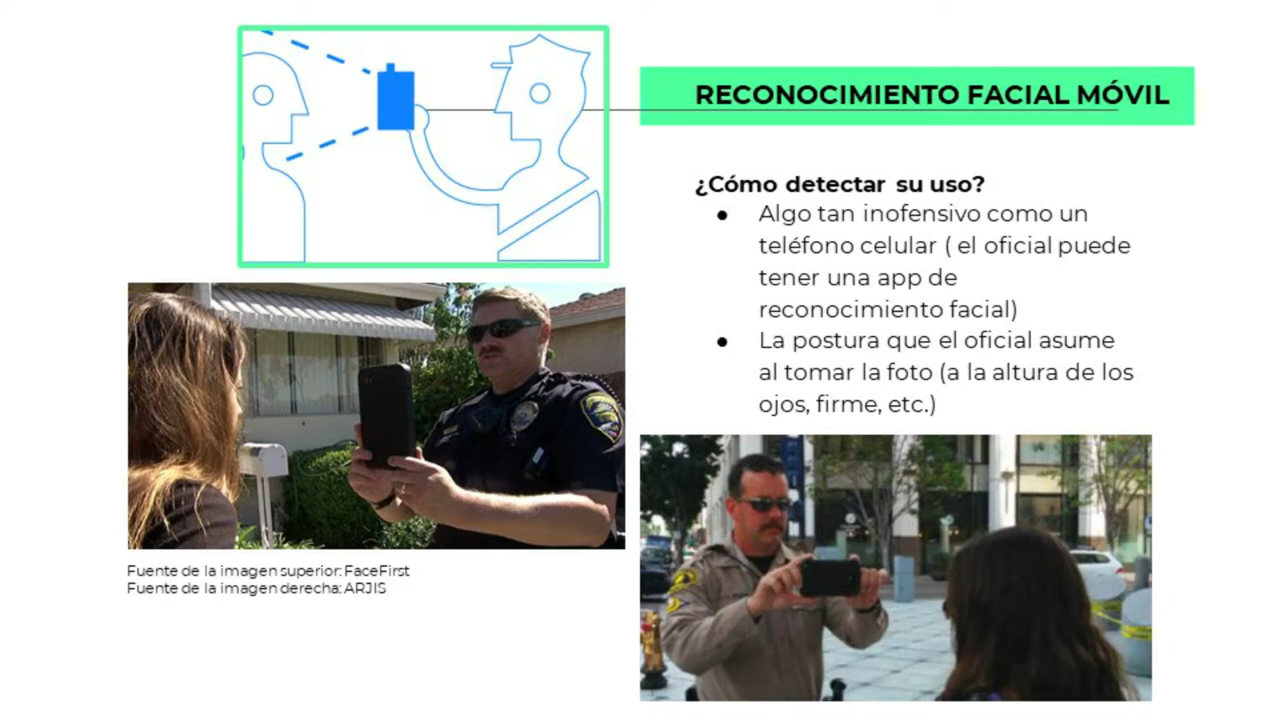 RECONOCIMIENTO FACIAL MÓVIL
¿Cómo detectar su uso?
● Algo tan inofensivo como un
teléfono celular ( el oficial puede
tener una app de
reconocimiento facial)
● La postura que el oficial asume
al tomar la foto (a la altura de los
ojos, firme, etc.)
Fuente de la imagen superior: FaceFirst
Fuente de la imagen derecha: ARJIS